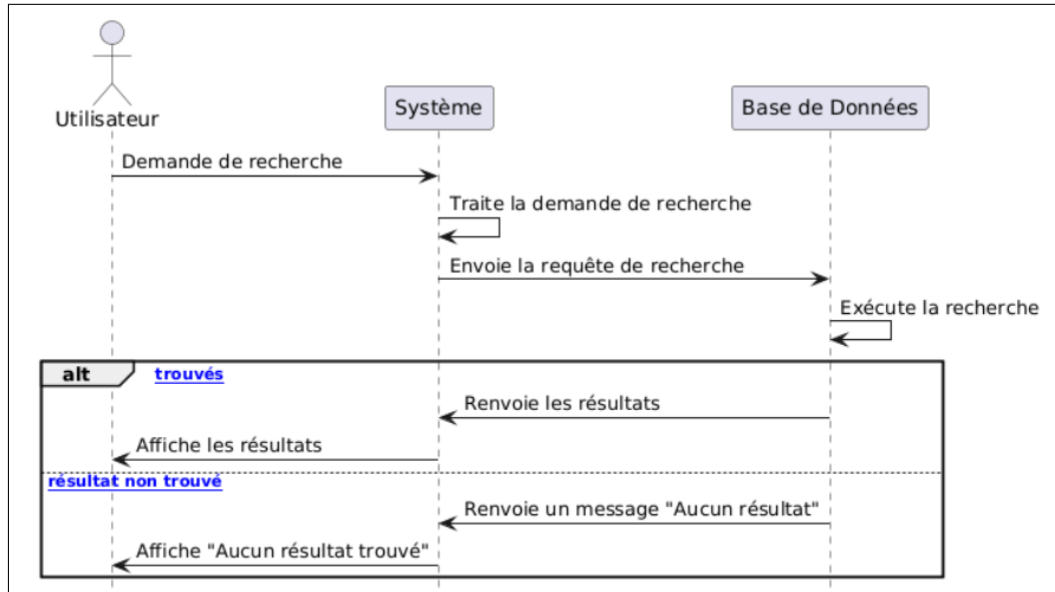 Utilisateur
Système
Base de Données
Demande de recherche
Traite la demande de recherche
Envoie la requête de recherche
Exécute la recherche
alt
trouvés
Renvoie les résultats
Affiche les résultats
résultat non trouvé
Renvoie un message "Aucun résultat"
Affiche "Aucun résultat trouvé"